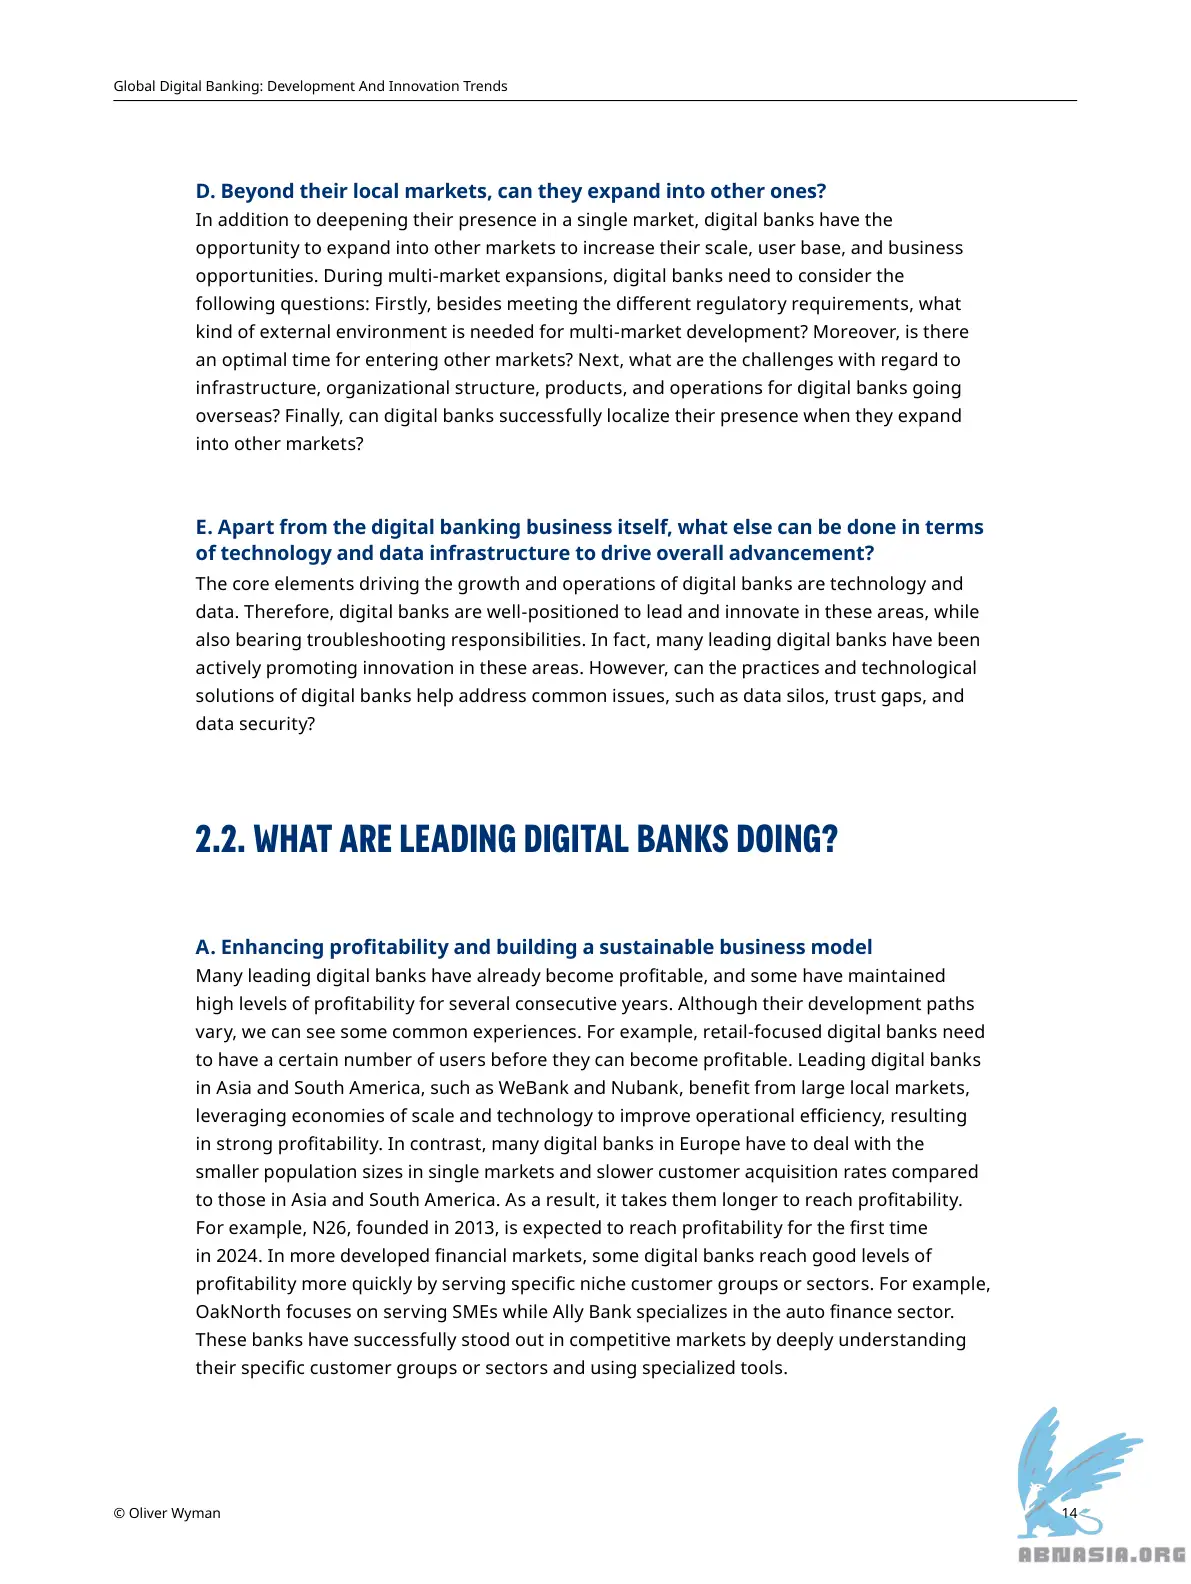 Global Digital Banking: Development And Innovation Trends
D. Beyond their local markets, can they expand into other ones?
In addition to deepening their presence in a single market, digital banks have the
opportunity to expand into other markets to increase their scale, user base, and business
opportunities. During multi-market expansions, digital banks need to consider the
following questions: Firstly, besides meeting the different regulatory requirements, what
kind of external environment is needed for multi-market development? Moreover, is there
an optimal time for entering other markets? Next, what are the challenges with regard to
infrastructure, organizational structure, products, and operations for digital banks going
overseas? Finally, can digital banks successfully localize their presence when they expand
into other markets?
E. Apart from the digital banking business itself, what else can be done in terms
of technology and data infrastructure to drive overall advancement?
The core elements driving the growth and operations of digital banks are technology and
data. Therefore, digital banks are well-positioned to lead and innovate in these areas, while
also bearing troubleshooting responsibilities. In fact, many leading digital banks have been
actively promoting innovation in these areas. However, can the practices and technological
solutions of digital banks help address common issues, such as data silos, trust gaps, and
data security?
2.2. WHAT ARE LEADING DIGITAL BANKS DOING?
A. Enhancing profitability and building a sustainable business model
Many leading digital banks have already become profitable, and some have maintained
high levels of profitability for several consecutive years. Although their development paths
vary, we can see some common experiences. For example, retail-focused digital banks need
to have a certain number of users before they can become profitable. Leading digital banks
in Asia and South America, such as WeBank and Nubank, benefit from large local markets,
leveraging economies of scale and technology to improve operational efficiency, resulting
in strong profitability. In contrast, many digital banks in Europe have to deal with the
smaller population sizes in single markets and slower customer acquisition rates compared
to those in Asia and South America. As a result, it takes them longer to reach profitability.
For example, N26, founded in 2013, is expected to reach profitability for the first time
in 2024. In more developed financial markets, some digital banks reach good levels of
profitability more quickly by serving specific niche customer groups or sectors. For example,
OakNorth focuses on serving SMEs while Ally Bank specializes in the auto finance sector.
These banks have successfully stood out in competitive markets by deeply understanding
their specific customer groups or sectors and using specialized tools.
© Oliver Wyman
14
ABNASIA.ORG